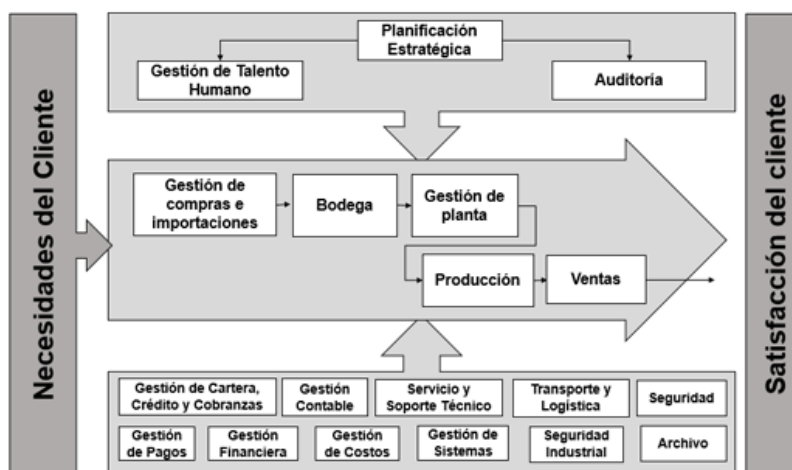 Necesidades del Cliente
Planificación
Estratégica
Gestión de Talento
Humano
Auditoría
Gestión de
compras e
importaciones
Bodega
Gestión de
planta
Producción
Ventas
Gestión de Cartera,
Crédito y Cobranzas
Gestión
Contable
Servicio y
Soporte Técnico
Transporte y
Logística
Seguridad
Gestión
de Pagos
Gestión
Financiera
Gestión
de Costos
Gestión de
Sistemas
Seguridad
Industrial
Archivo
Satisfacción del cliente